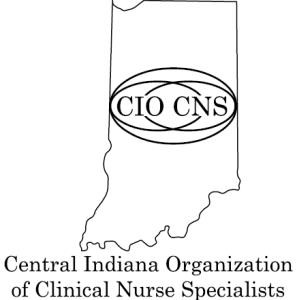 CIO CNS
Central Indiana Organization
of Clinical Nurse Specialists